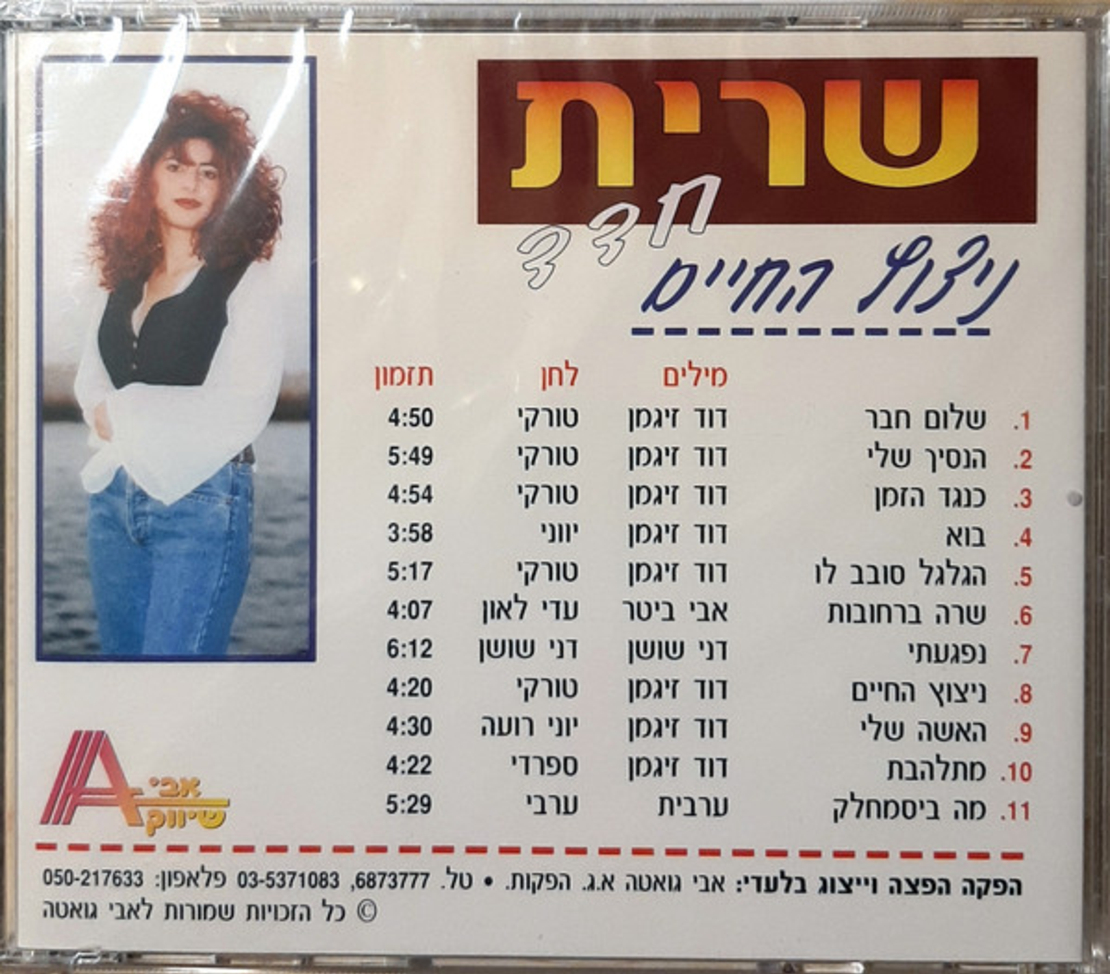 שרית
חדד
ניצוץ החיים
מילים לחן תזמון
1. שלום חבר דוד זיגמן טורקי 4:50
2. הנסיך שלי דוד זיגמן טורקי 5:49
3. כנגד הזמן דוד זיגמן טורקי 4:54
4. בוא דוד זיגמן יווני 3:58
5. הגלגל סובב לו דוד זיגמן טורקי 5:17
6. שרה ברחובות אבי ביטר עדי לאון 4:07
7. נפגעתי דני שושן דני שושן 6:12
8. ניצוץ החיים דוד זיגמן טורקי 4:20
9. האשה שלי דוד זיגמן יוני רועה 4:30
10. מתלהבת דוד זיגמן ספרדי 4:22
11. מה ביסמחלק ערבית ערבי 5:29
אבי
שיווק
הפקה הפצה וייצוג בלעדי: אבי גואטה א.ג. הפקות. • טל. 6873777, 03-5371083 פלאפון: 050-217633
© כל הזכויות שמורות לאבי גואטה